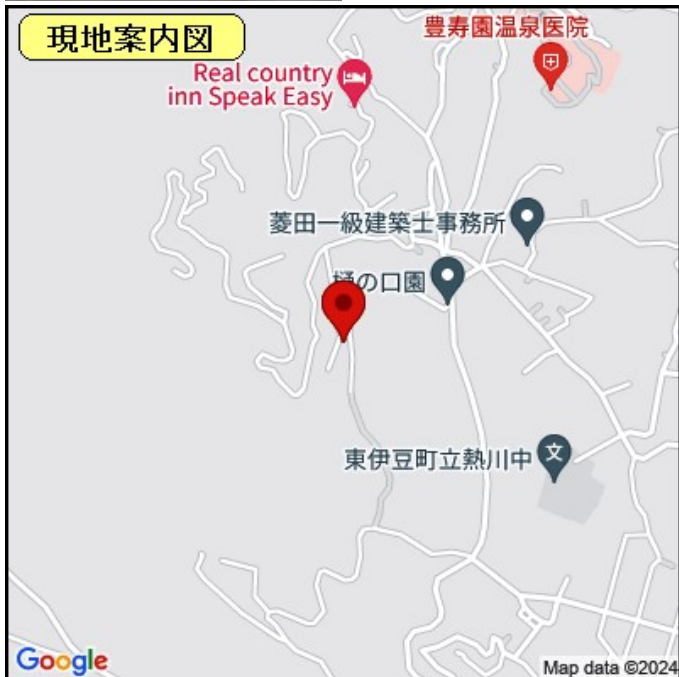 現地案内図
豊寿園温泉医院
Real country
inn Speak Easy
菱田一級建築士事務所
樋の口園
東伊豆町立熱川中
文
Google
Map data ©2024